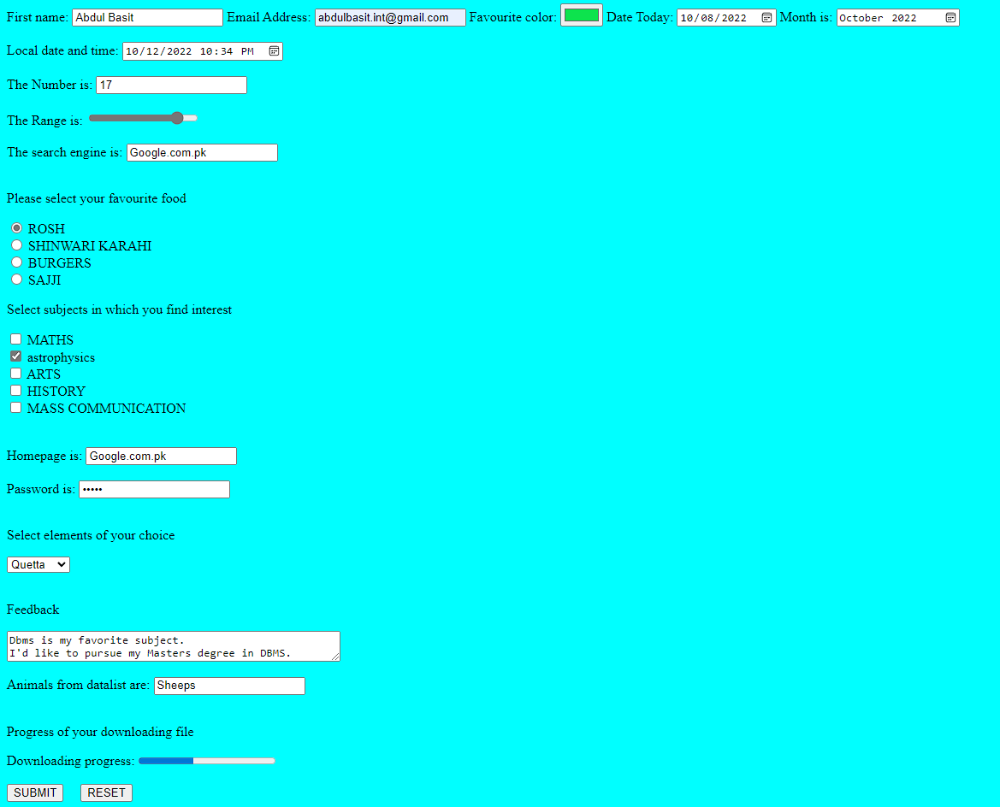 First name: Abdul Basit Email Address: abdulbasit.int@gmail.com Favourite color: Date Today: 10/08/2022 Month is: October 2022
Local date and time: 10/12/2022 10:34 PM
The Number is: 17
The Range is:
The search engine is: Google.com.pk
Please select your favourite food
ROSH
SHINWARI KARAHI
BURGERS
SAJJI
Select subjects in which you find interest
MATHS
astrophysics
ARTS
HISTORY
MASS COMMUNICATION
Homepage is: Google.com.pk
Password is: •••••
Select elements of your choice
Quetta
Feedback
Dbms is my favorite subject.
I'd like to pursue my Masters degree in DBMS.
Animals from datalist are: Sheeps
Progress of your downloading file
Downloading progress:
SUBMIT RESET